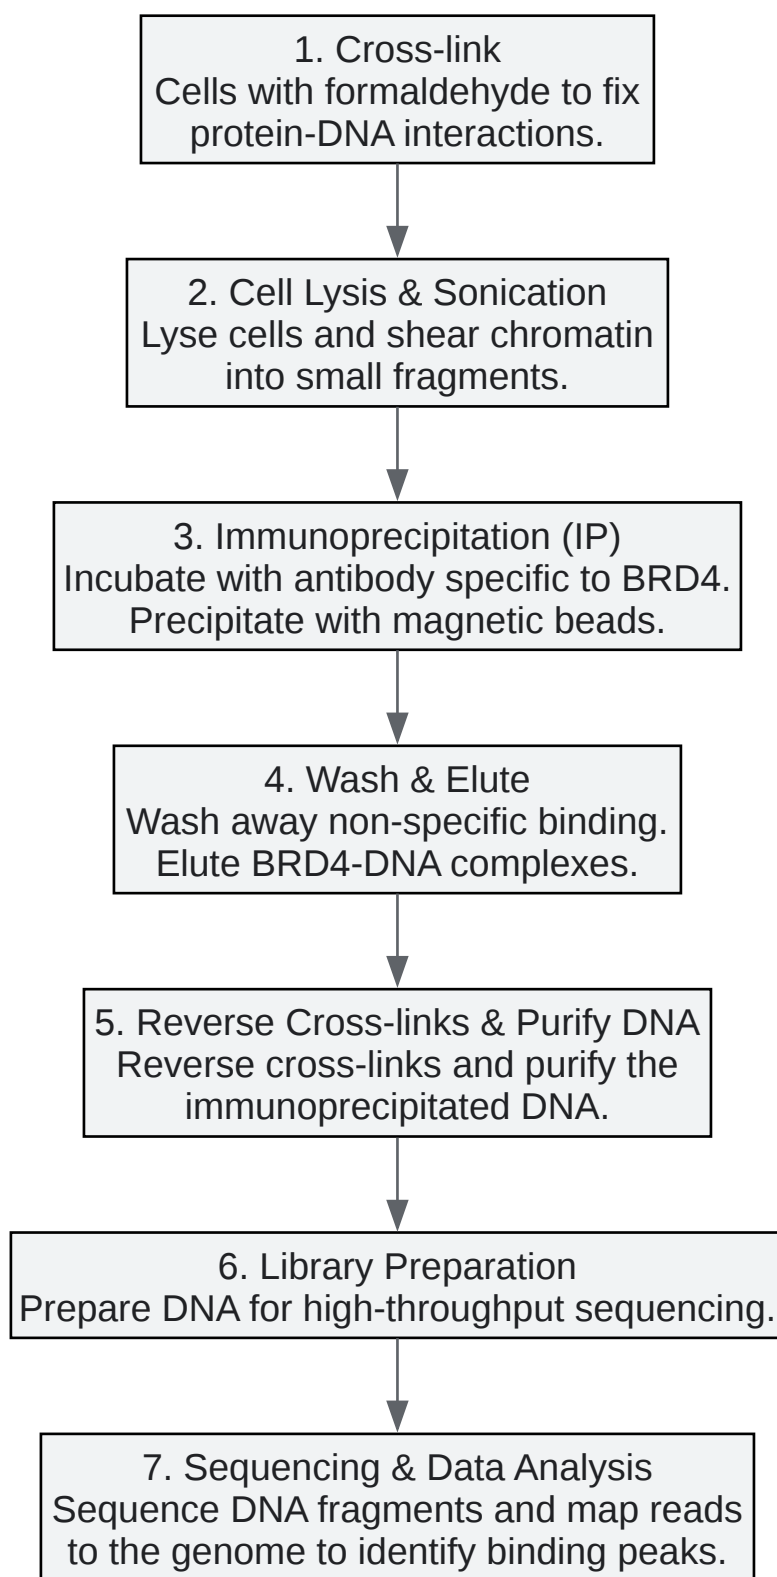 1. Cross-link
Cells with formaldehyde to fix
protein-DNA interactions.
2. Cell Lysis & Sonication
Lyse cells and shear chromatin
into small fragments.
3. Immunoprecipitation (IP)
Incubate with antibody specific to BRD4.
Precipitate with magnetic beads.
4. Wash & Elute
Wash away non-specific binding.
Elute BRD4-DNA complexes.
5. Reverse Cross-links & Purify DNA
Reverse cross-links and purify the
immunoprecipitated DNA.
6. Library Preparation
Prepare DNA for high-throughput sequencing.
7. Sequencing & Data Analysis
Sequence DNA fragments and map reads
to the genome to identify binding peaks.